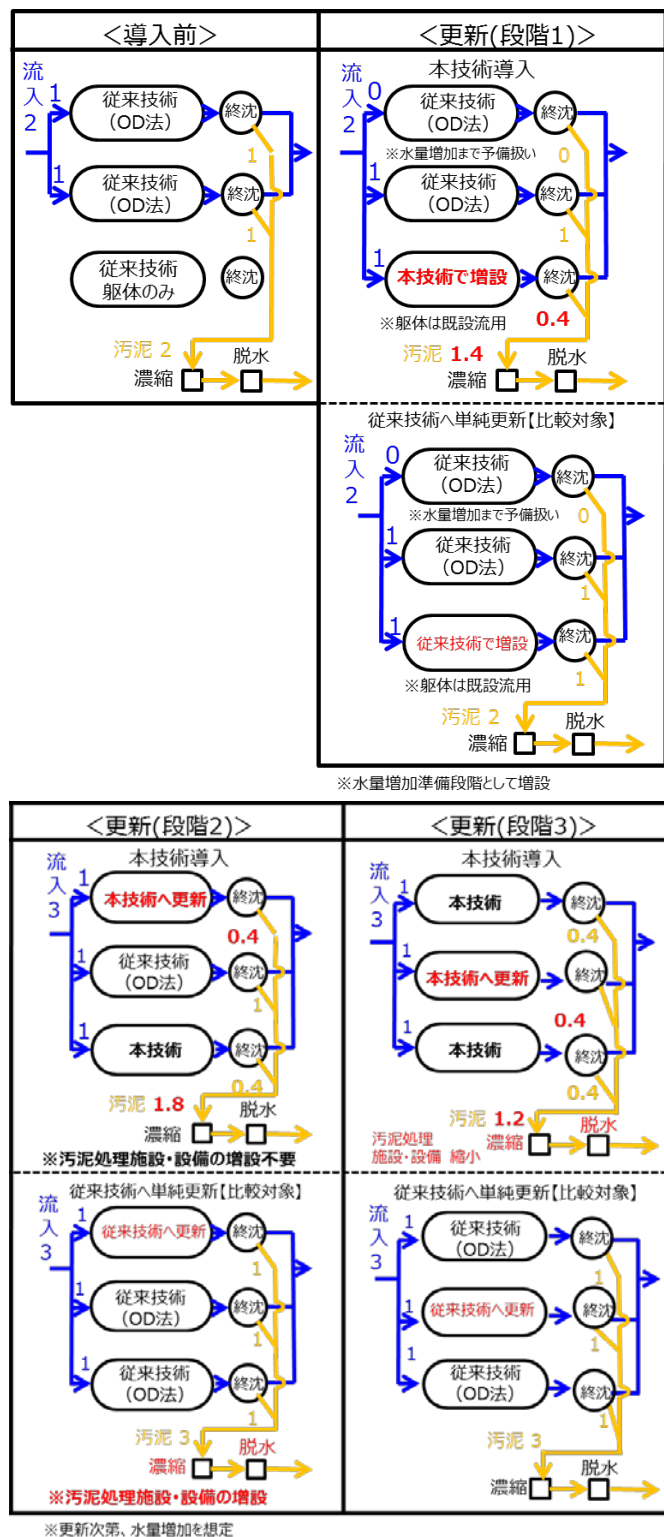 ＜導入前＞
流入2
1
従来技術
(OD法)
終沈
1
1
従来技術
(OD法)
終沈
1
従来技術
躯体のみ
終沈
汚泥 2
濃縮
脱水
＜更新(段階1)＞
本技術導入
流入2
0
従来技術
(OD法)
終沈
※水量増加まで予備扱い
0
1
従来技術
(OD法)
終沈
1
1
本技術で増設
終沈
※躯体は既設流用
0.4
汚泥 1.4
濃縮
脱水
従来技術へ単純更新【比較対象】
流入2
0
従来技術
(OD法)
終沈
※水量増加まで予備扱い
0
1
従来技術
(OD法)
終沈
1
1
従来技術で増設
終沈
※躯体は既設流用
1
汚泥 2
濃縮
脱水
※水量増加準備段階として増設
＜更新(段階2)＞
本技術導入
流入3
1
本技術へ更新
終沈
0.4
1
従来技術
(OD法)
終沈
1
1
本技術
終沈
0.4
汚泥 1.8
濃縮
脱水
※汚泥処理施設・設備の増設不要
従来技術へ単純更新【比較対象】
流入3
1
従来技術へ更新
終沈
1
1
従来技術
(OD法)
終沈
1
1
従来技術
(OD法)
終沈
1
汚泥 3
濃縮
脱水
※汚泥処理施設・設備の増設
＜更新(段階3)＞
本技術導入
流入3
1
本技術
終沈
0.4
1
本技術へ更新
終沈
0.4
1
本技術
終沈
0.4
汚泥 1.2
汚泥処理
施設・設備 縮小
濃縮
脱水
従来技術へ単純更新【比較対象】
流入3
1
従来技術
(OD法)
終沈
1
1
従来技術へ更新
終沈
1
1
従来技術
(OD法)
終沈
1
汚泥 3
濃縮
脱水
※更新次第、水量増加を想定